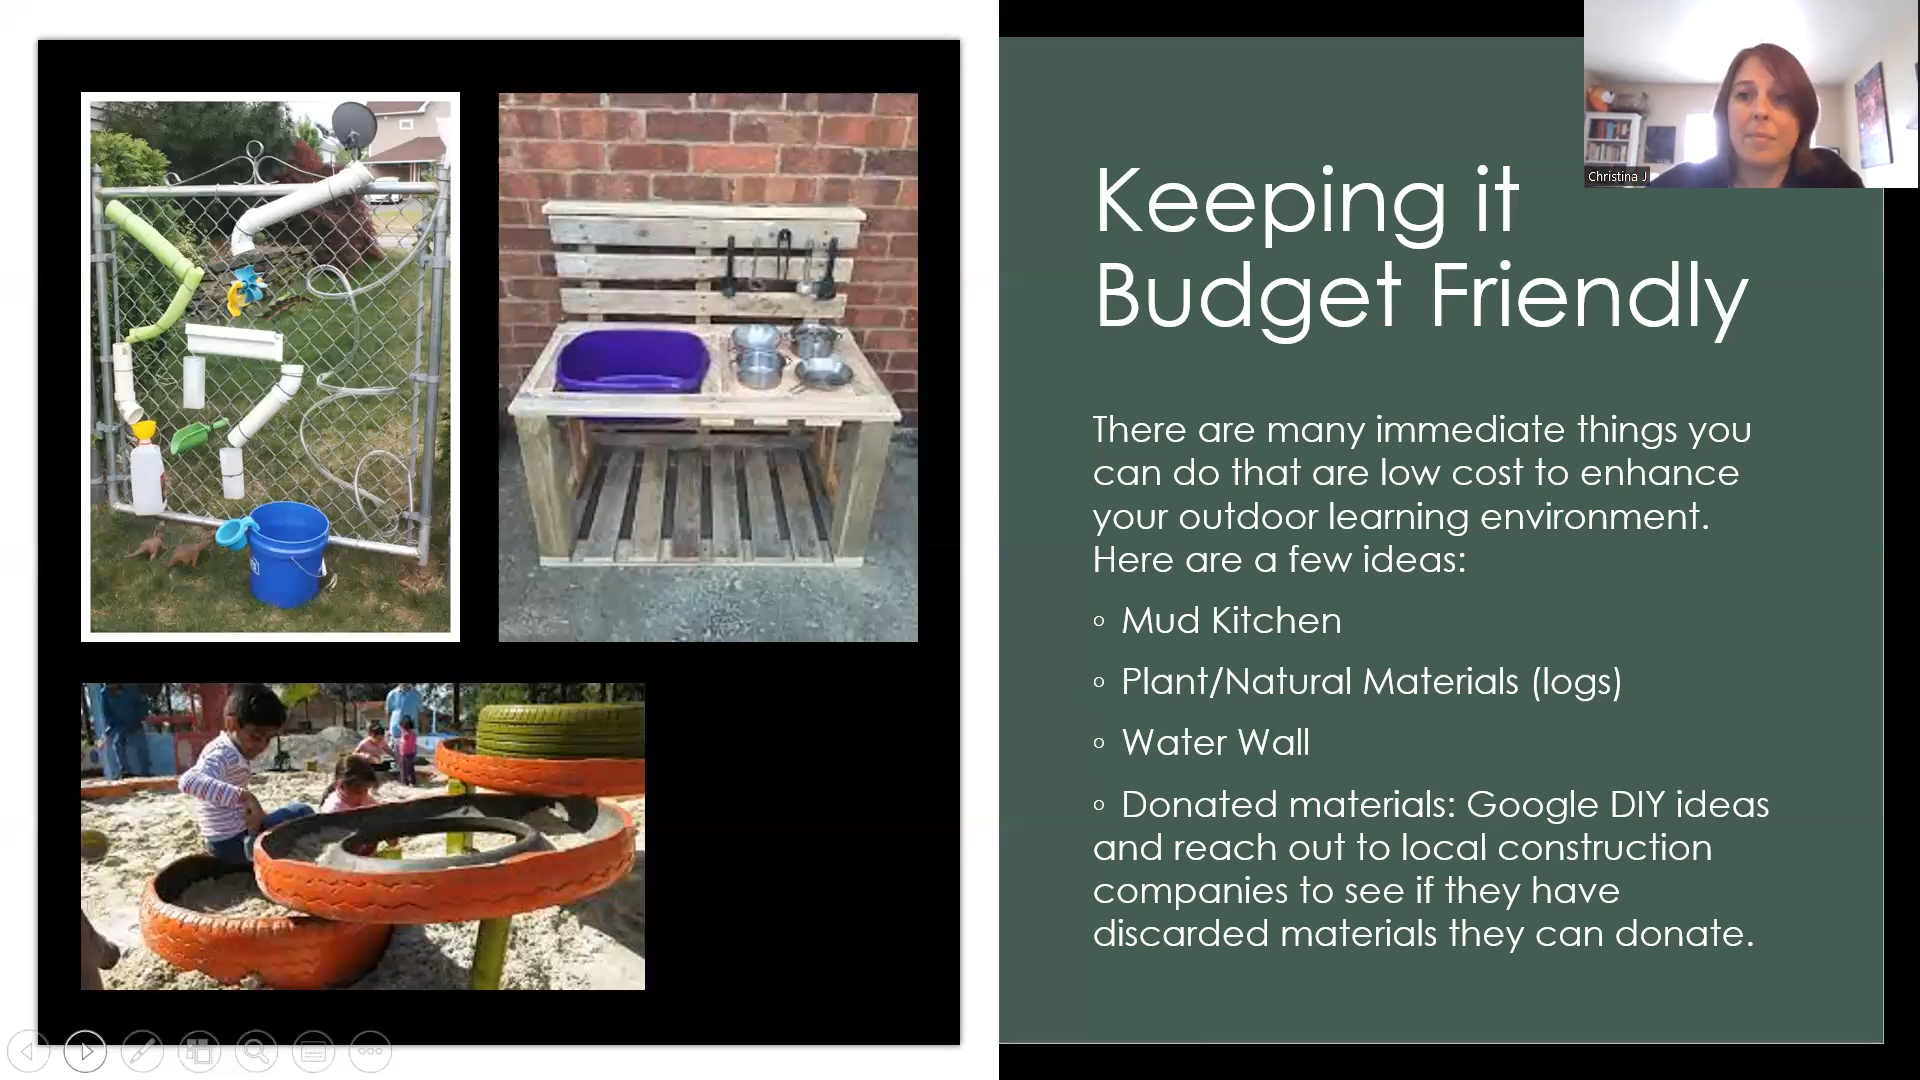 Christina J
Keeping it
Budget Friendly
There are many immediate things you
can do that are low cost to enhance
your outdoor learning environment.
Here are a few ideas:
◦ Mud Kitchen
◦ Plant/Natural Materials (logs)
◦ Water Wall
◦ Donated materials: Google DIY ideas
and reach out to local construction
companies to see if they have
discarded materials they can donate.